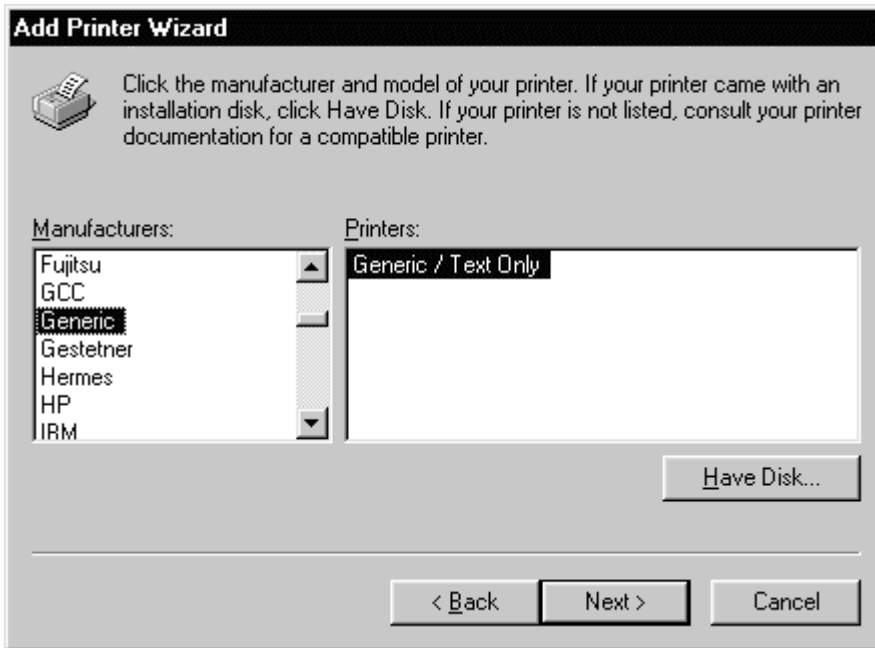 Add Printer Wizard
Click the manufacturer and model of your printer. If your printer came with an
installation disk, click Have Disk. If your printer is not listed, consult your printer
documentation for a compatible printer.
Manufacturers:
Fujitsu
GCC
Generic
Gestetner
Hermes
HP
IBM
Printers:
Generic / Text Only
Have Disk...
< Back
Next >
Cancel